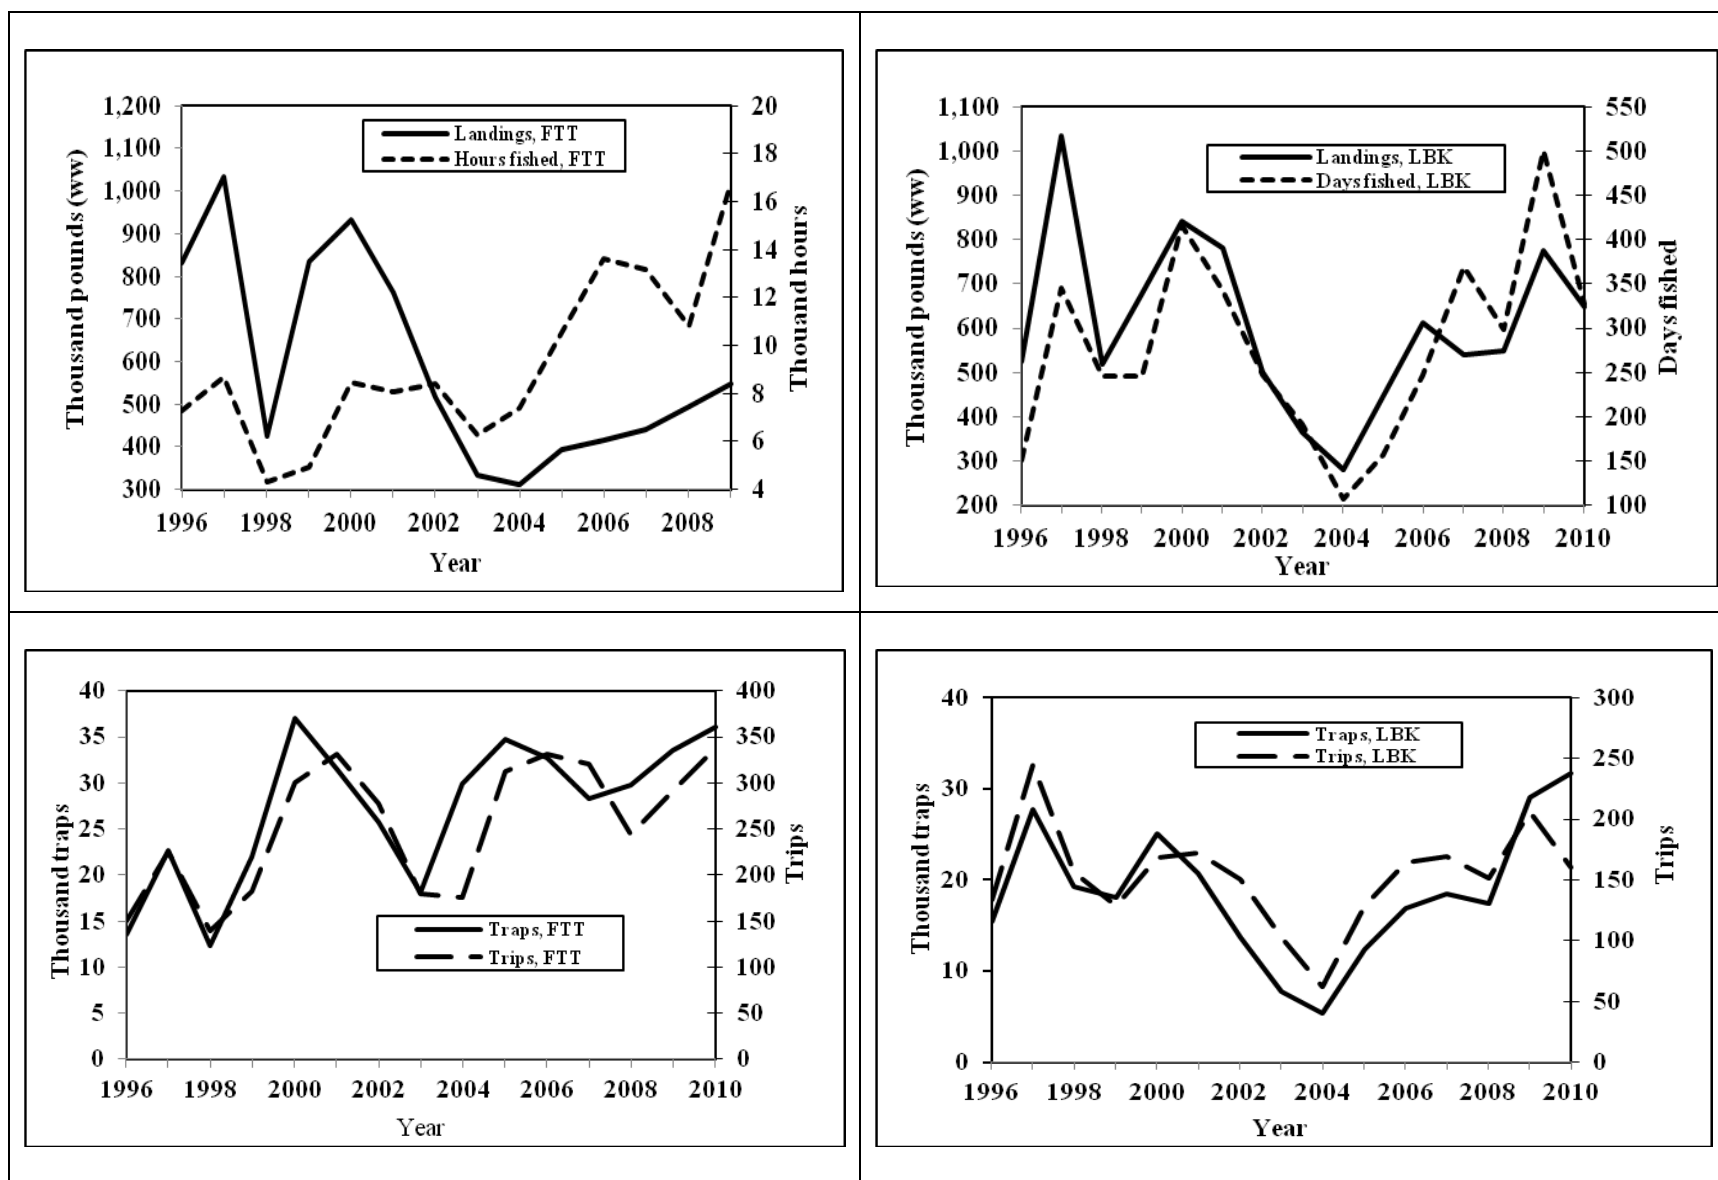 1,200
1,100
1,000
900
800
700
600
500
400
300
Thousand pounds (ww)
Landings, FTT
Hours fished, FTT
20
18
16
14
12
10
8
6
4
Thouand hours
1996 1998 2000 2002 2004 2006 2008
Year
1,100
1,000
900
800
700
600
500
400
300
200
Thousand pounds (ww)
Landings, LBK
Days fished, LBK
550
500
450
400
350
300
250
200
150
100
Days fished
1996 1998 2000 2002 2004 2006 2008 2010
Year
40
35
30
25
20
15
10
5
0
Thousand traps
Traps, FTT
Trips, FTT
400
350
300
250
200
150
100
50
0
Trips
1996 1998 2000 2002 2004 2006 2008 2010
Year
40
30
20
10
0
Thousand traps
Traps, LBK
Trips, LBK
300
250
200
150
100
50
0
Trips
1996 1998 2000 2002 2004 2006 2008 2010
Year